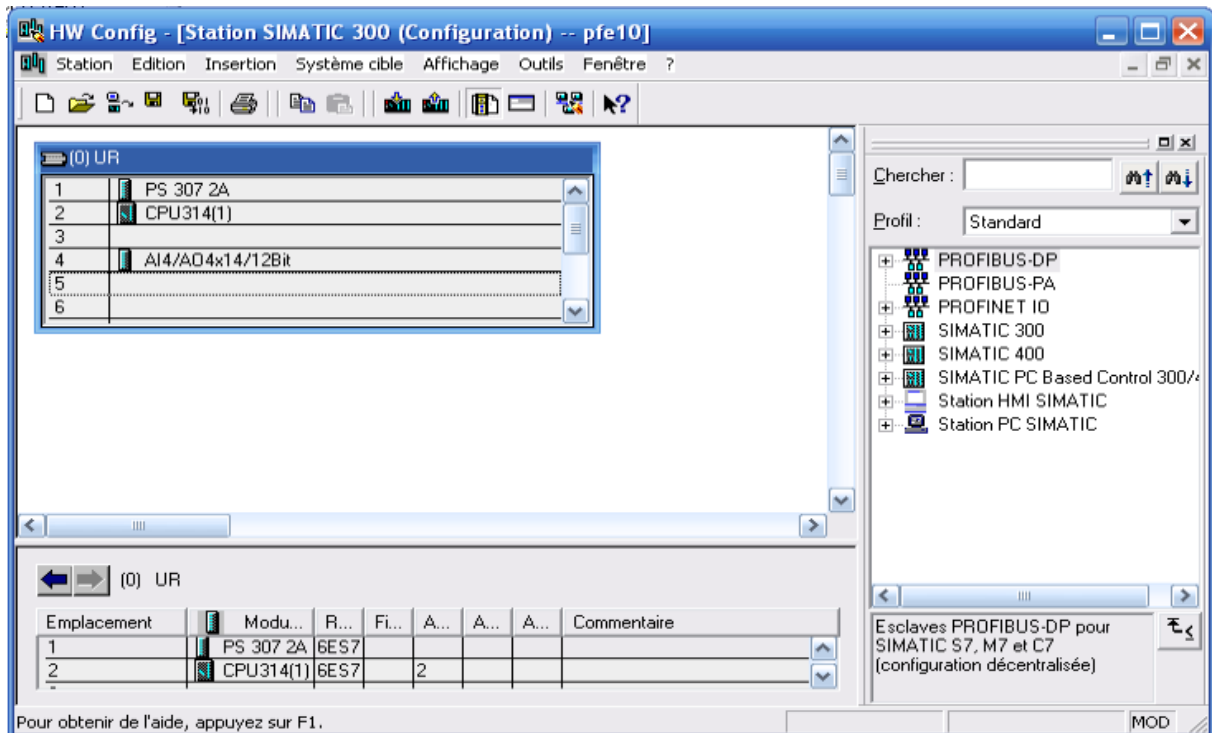 HW Config - [Station SIMATIC 300 (Configuration) -- pfe10]
Station Edition Insertion Système cible Affichage Outils Fenêtre ?
(0) UR
1 PS 307 2A
2 CPU314(1)
3
4 AI4/AO4x14/12Bit
5
6
Chercher :
Profil : Standard
PROFIBUS-DP
PROFIBUS-PA
PROFINET IO
SIMATIC 300
SIMATIC 400
SIMATIC PC Based Control 300/
Station HMI SIMATIC
Station PC SIMATIC
(0) UR
Emplacement Modu... R... Fi... A... A... A... Commentaire
1 PS 307 2A 6ES7
2 CPU314(1) 6ES7 2
Esclaves PROFIBUS-DP pour
SIMATIC S7, M7 et C7
(configuration décentralisée)
Pour obtenir de l'aide, appuyez sur F1.
MOD